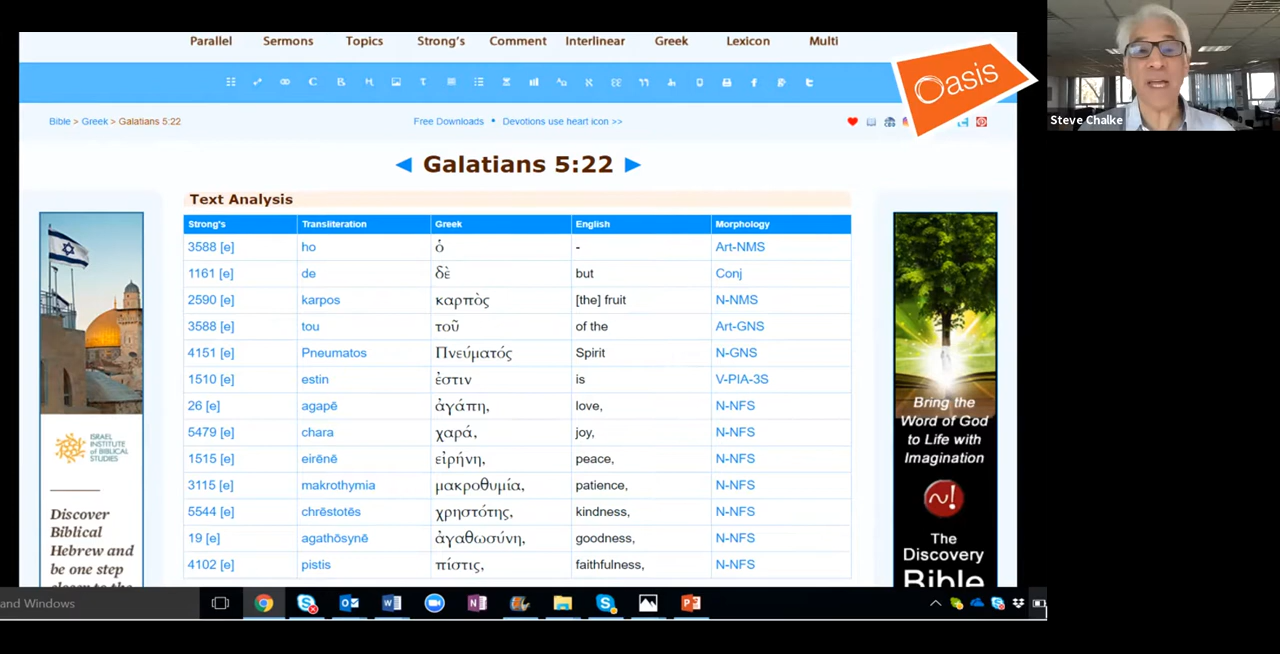 Parallel Sermons Topics Strong's Comment Interlinear Greek Lexicon Multi
Oasis
Steve Chalke
Bible > Greek > Galatians 5:22
Free Downloads • Devotions use heart icon >>
◄ Galatians 5:22 ►
Text Analysis
Strong's Transliteration Greek English Morphology
3588 [e] ho ὁ - Art-NMS
1161 [e] de δὲ but Conj
2590 [e] karpos καρπὸς [the] fruit N-NMS
3588 [e] tou τοῦ of the Art-GNS
4151 [e] Pneumatos Πνεύματός Spirit N-GNS
1510 [e] estin ἐστιν is V-PIA-3S
26 [e] agapē ἀγάπη, love, N-NFS
5479 [e] chara χαρά, joy, N-NFS
1515 [e] eirēnē εἰρήνη, peace, N-NFS
3115 [e] makrothymia μακροθυμία, patience, N-NFS
5544 [e] chrēstotēs χρηστότης, kindness, N-NFS
19 [e] agathōsynē ἀγαθωσύνη, goodness, N-NFS
4102 [e] pistis πίστις, faithfulness, N-NFS
ISRAEL
INSTITUTE
of BIBLICAL
STUDIES
Discover
Biblical
Hebrew and
be one step
closer to the
Bring the
Word of God
to Life with
Imagination
The
Discovery
Bible
and Windows